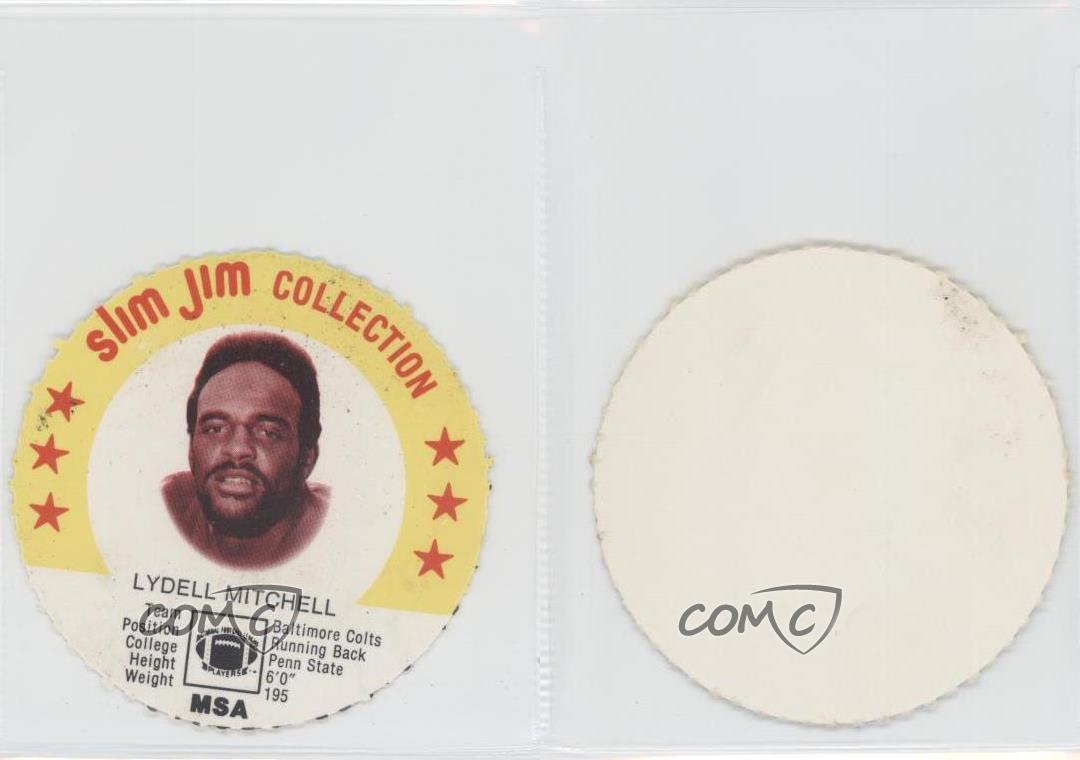 slim Jim COLLECTION
LYDELL MITCHELL
Team Baltimore Colts
Position Running Back
College Penn State
Height 6'0"
Weight 195
PLAYERS
MSA
COMC
COMC